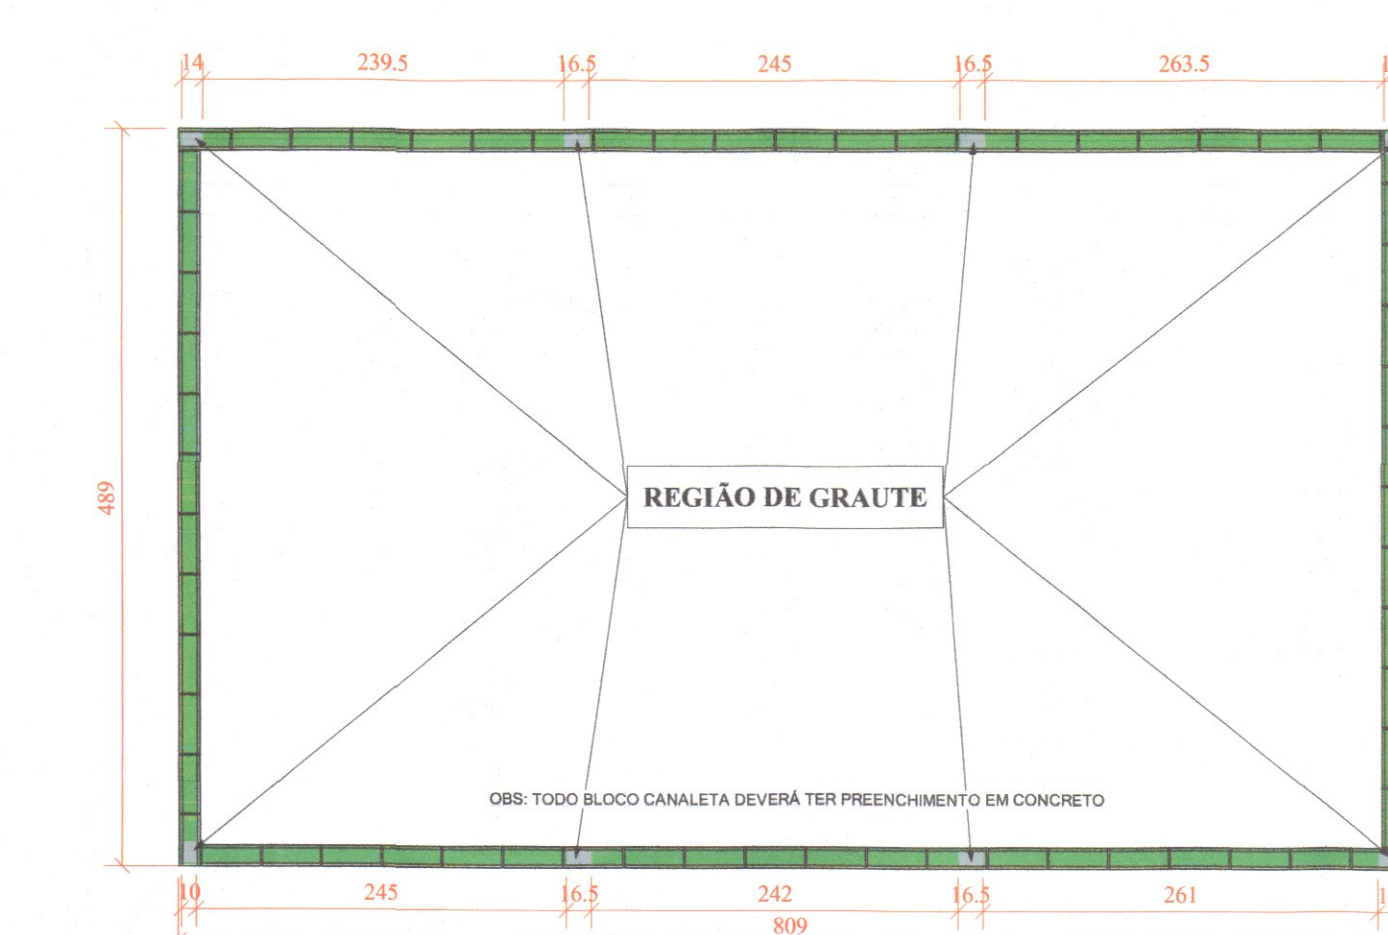 14 239.5 16.5 245 16.5 263.5
489
REGIÃO DE GRAUTE
OBS: TODO BLOCO CANALETA DEVERÁ TER PREENCHIMENTO EM CONCRETO
10 245 16.5 242 16.5 261
809